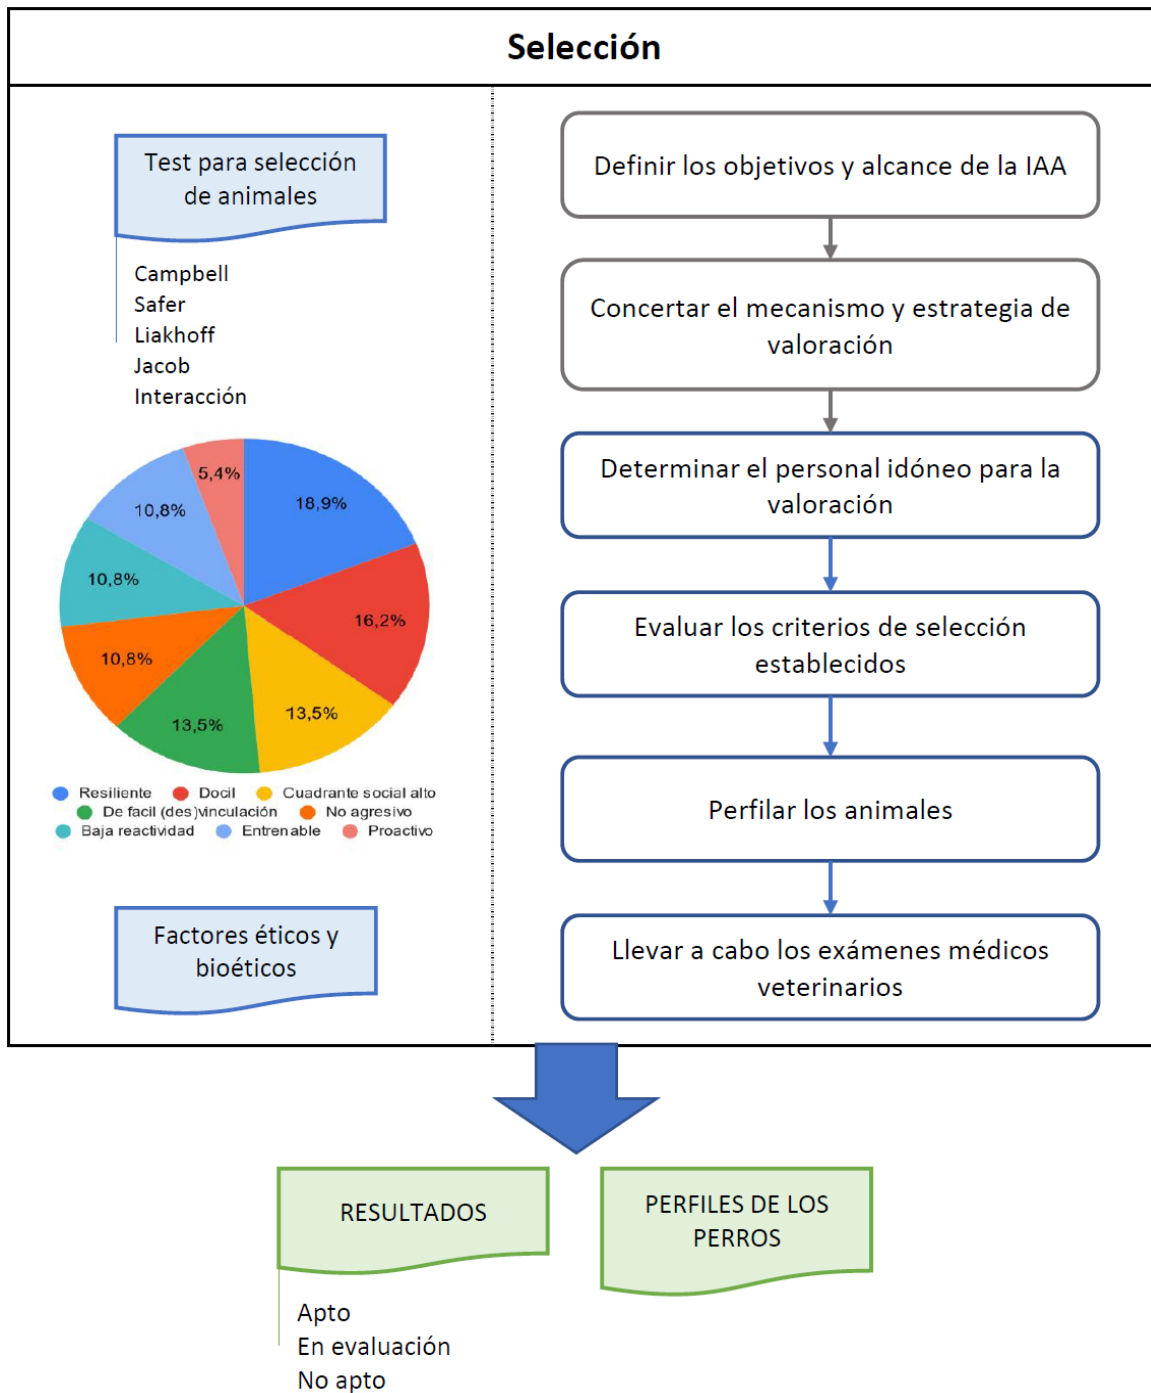 Selección
Test para selección
de animales
Campbell
Safer
Liakhoff
Jacob
Interacción
5,4%
18,9%
10,8%
10,8%
16,2%
10,8%
13,5%
13,5%
Resiliente Docil Cuadrante social alto
De facil (des)vinculación No agresivo
Baja reactividad Entrenable Proactivo
Factores éticos y
bioéticos
Definir los objetivos y alcance de la IAA
Concertar el mecanismo y estrategia de
valoración
Determinar el personal idóneo para la
valoración
Evaluar los criterios de selección
establecidos
Perfilar los animales
Llevar a cabo los exámenes médicos
veterinarios
RESULTADOS
Apto
En evaluación
No apto
PERFILES DE LOS
PERROS